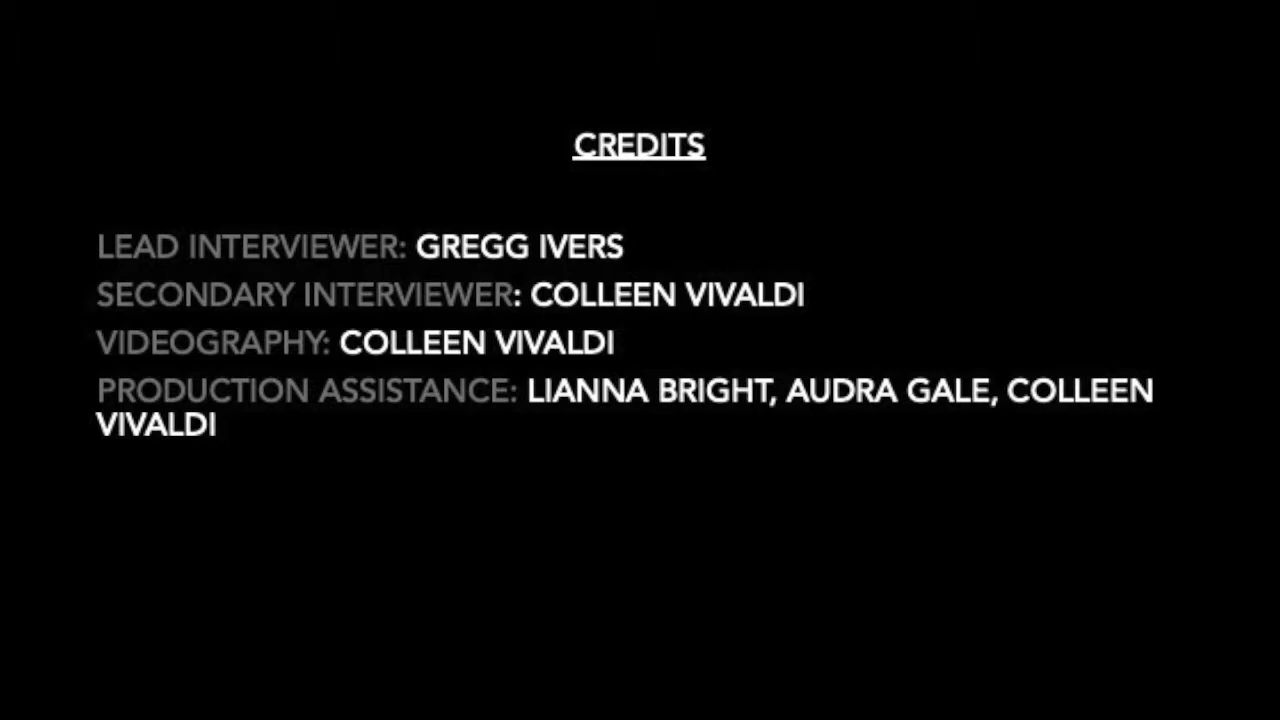 CREDITS
LEAD INTERVIEWER: GREGG IVERS
SECONDARY INTERVIEWER: COLLEEN VIVALDI
VIDEOGRAPHY: COLLEEN VIVALDI
PRODUCTION ASSISTANCE: LIANNA BRIGHT, AUDRA GALE, COLLEEN
VIVALDI